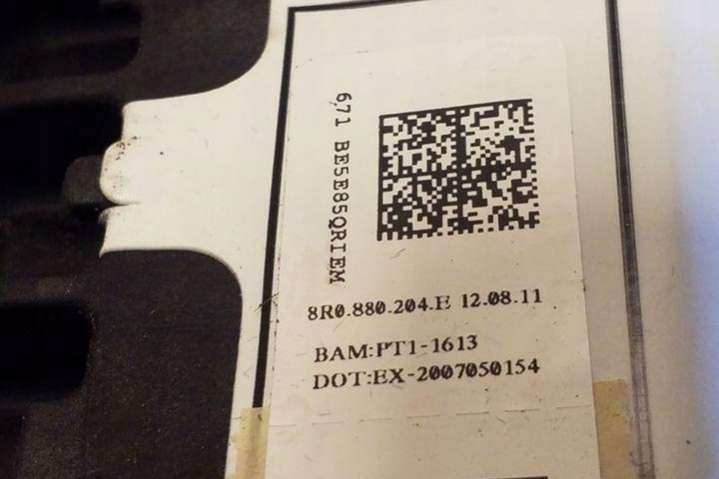 671 BE5E85QRIEM
8R0.880.204.E 12.08.11
BAM:PT1-1613
DOT:EX-2007050154